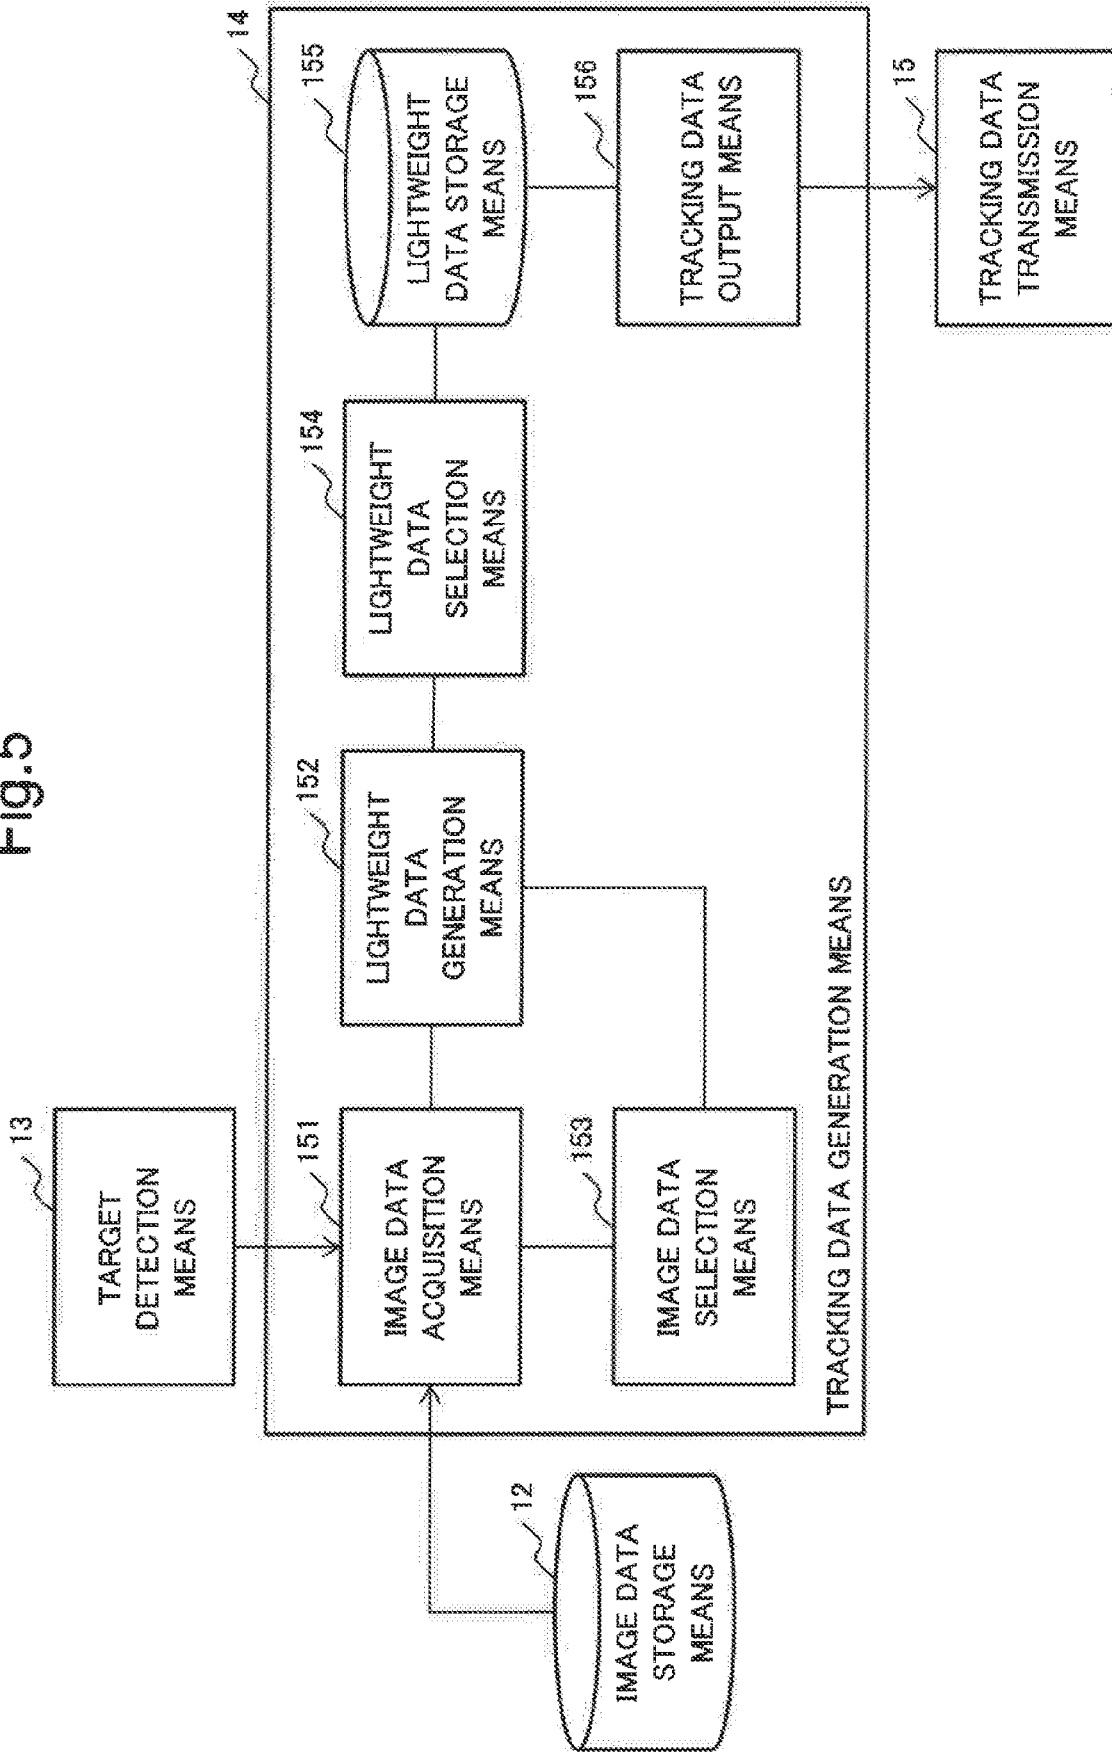 Fig.5
13
TARGET
DETECTION
MEANS
14
12
IMAGE DATA
STORAGE
MEANS
151
IMAGE DATA
ACQUISITION
MEANS
152
LIGHTWEIGHT
DATA
GENERATION
MEANS
154
LIGHTWEIGHT
DATA
SELECTION
MEANS
155
LIGHTWEIGHT
DATA STORAGE
MEANS
153
IMAGE DATA
SELECTION
MEANS
156
TRACKING DATA
OUTPUT MEANS
TRACKING DATA GENERATION MEANS
15
TRACKING DATA
TRANSMISSION
MEANS